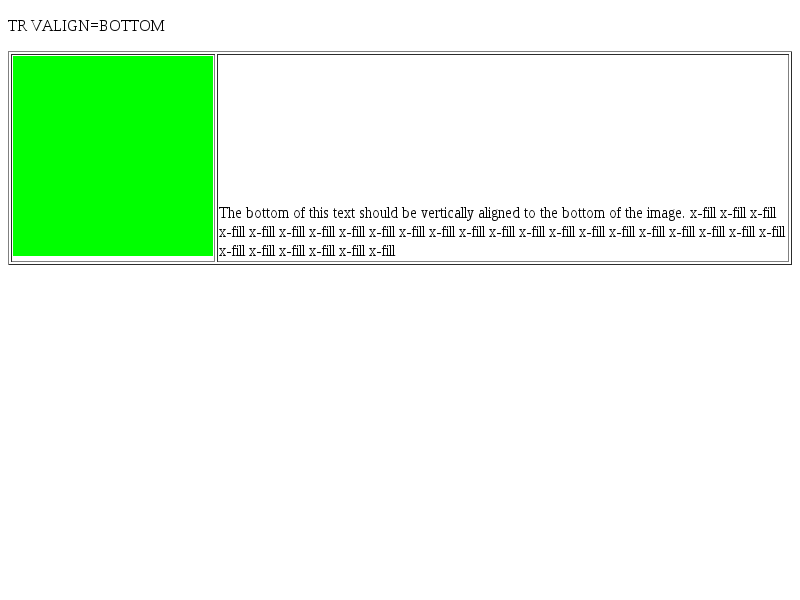 TR VALIGN=BOTTOM
The bottom of this text should be vertically aligned to the bottom of the image. x-fill x-fill x-fill
x-fill x-fill x-fill x-fill x-fill x-fill x-fill x-fill x-fill x-fill x-fill x-fill x-fill x-fill x-fill x-fill x-fill x-fill x-fill
x-fill x-fill x-fill x-fill x-fill x-fill